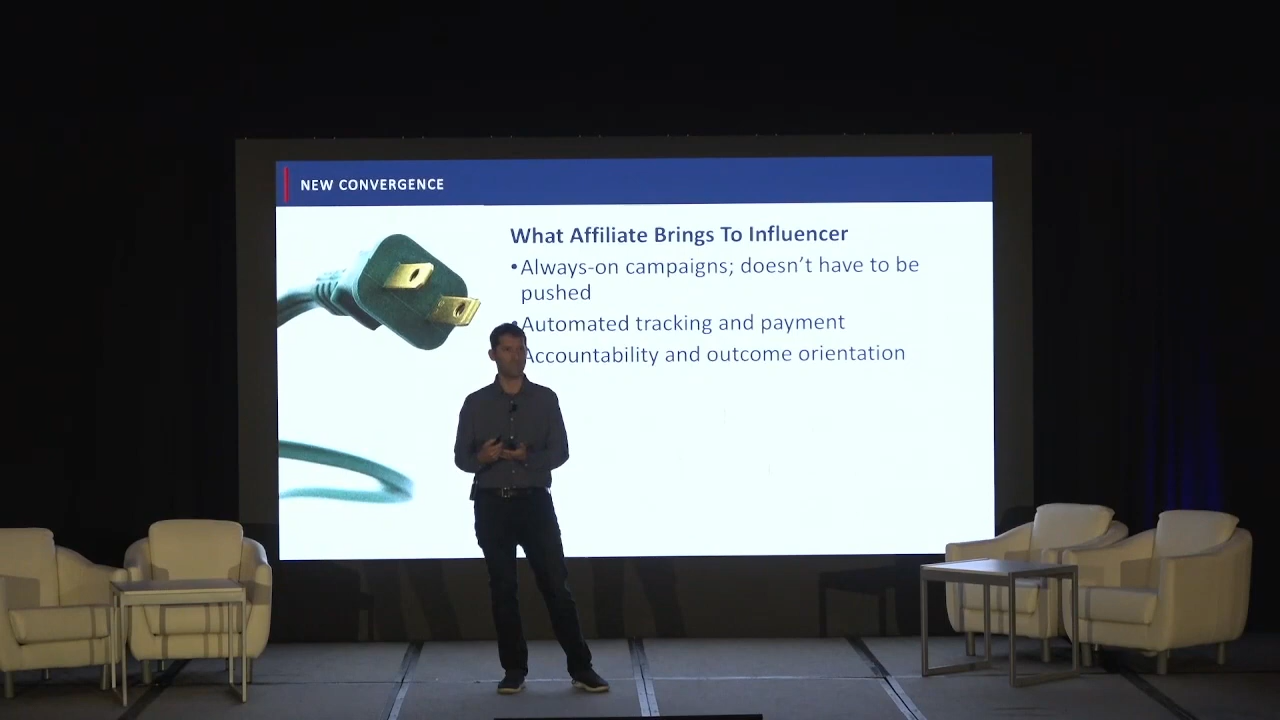 NEW CONVERGENCE
What Affiliate Brings To Influencer
•Always-on campaigns; doesn't have to be
pushed
•Automated tracking and payment
Accountability and outcome orientation